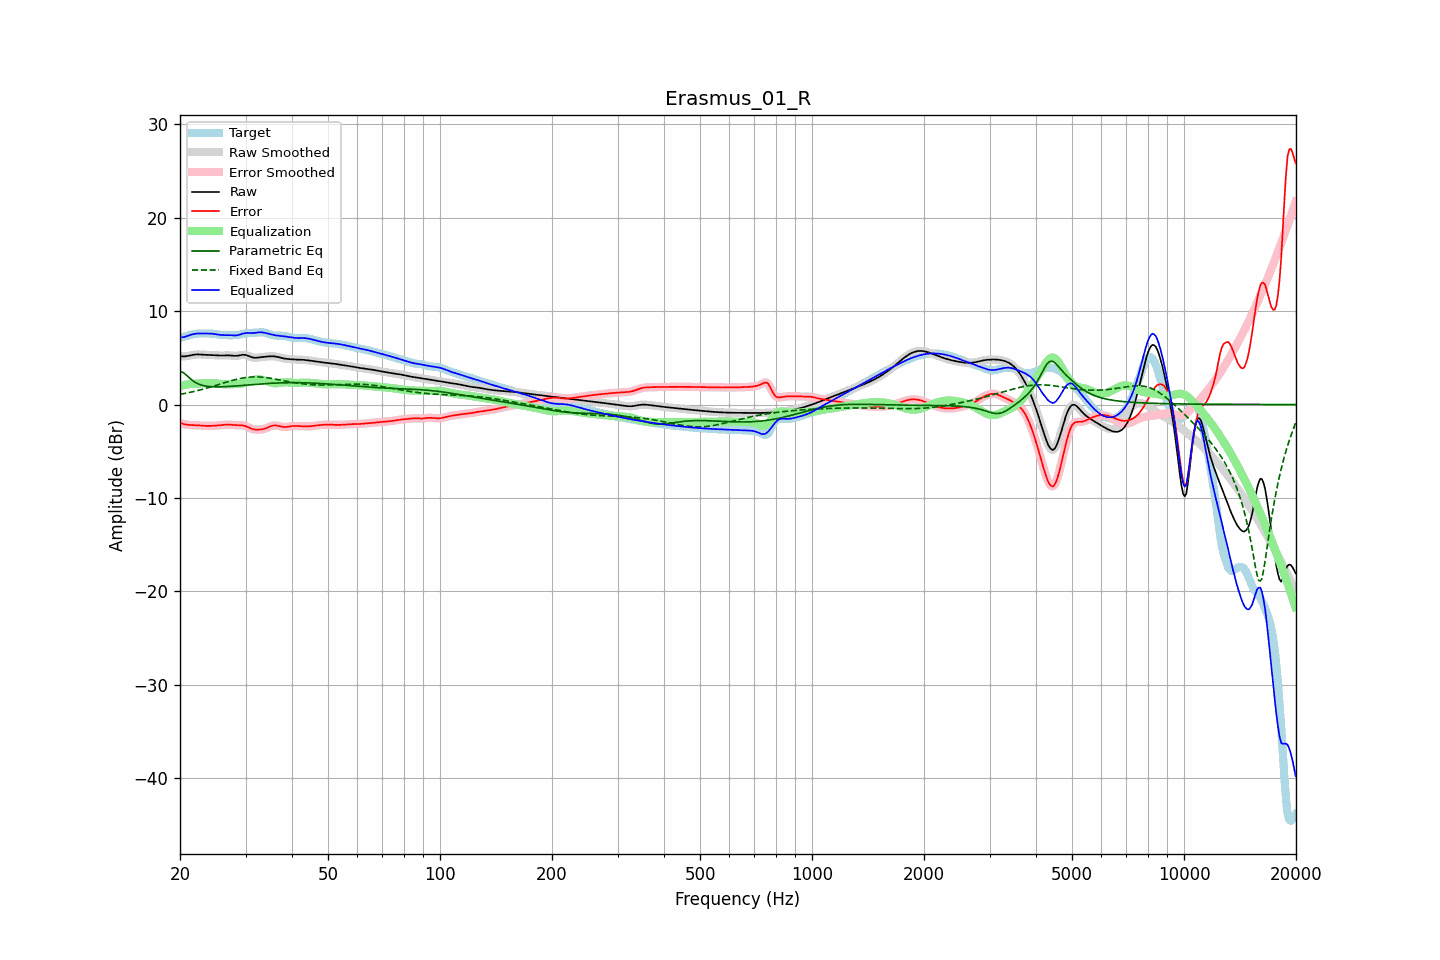 Erasmus_01_R
Target
Raw Smoothed
Error Smoothed
Raw
Error
Equalization
Parametric Eq
Fixed Band Eq
Equalized
30
20
10
0
−10
−20
−30
−40
Amplitude (dBr)
20 50 100 200 500 1000 2000 5000 10000 20000
Frequency (Hz)